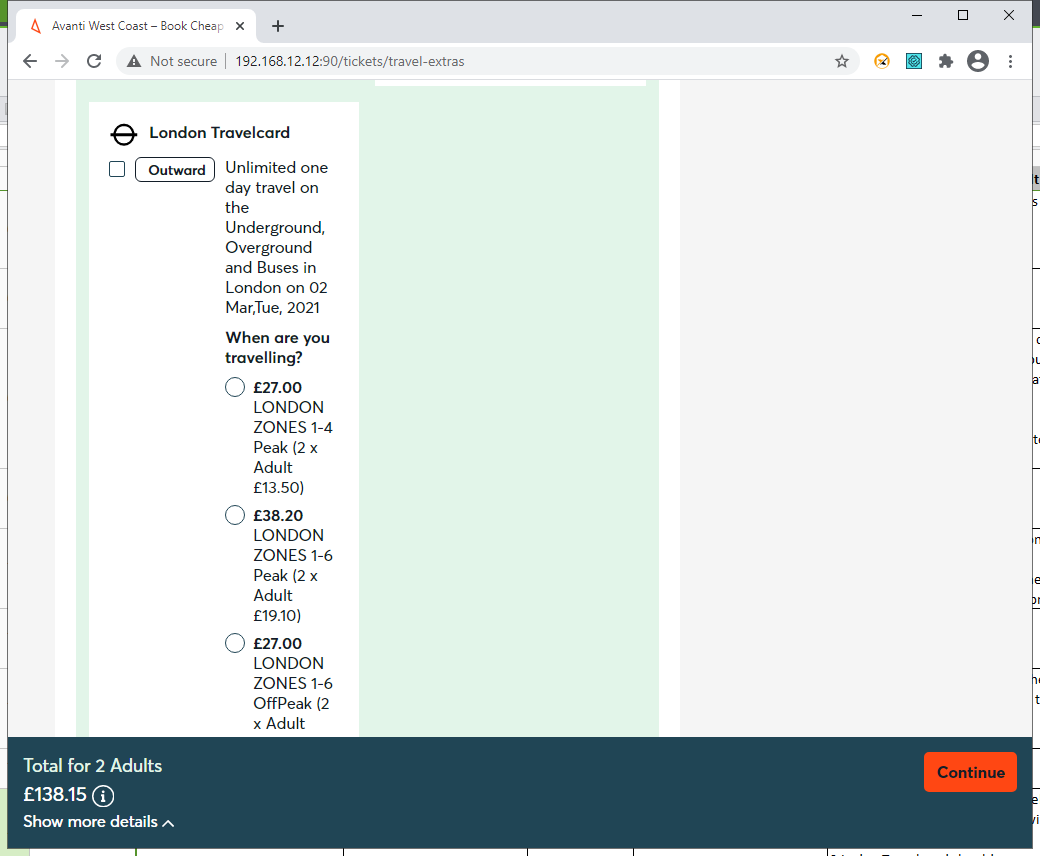 Avanti West Coast – Book Cheap
Not secure
192.168.12.12:90/tickets/travel-extras
London Travelcard
Outward
Unlimited one
day travel on
the
Underground,
Overground
and Buses in
London on 02
Mar,Tue, 2021
When are you
travelling?
£27.00
LONDON
ZONES 1-4
Peak (2 x
Adult
£13.50)
£38.20
LONDON
ZONES 1-6
Peak (2 x
Adult
£19.10)
£27.00
LONDON
ZONES 1-6
OffPeak (2
x Adult
Total for 2 Adults
£138.15
Show more details
Continue